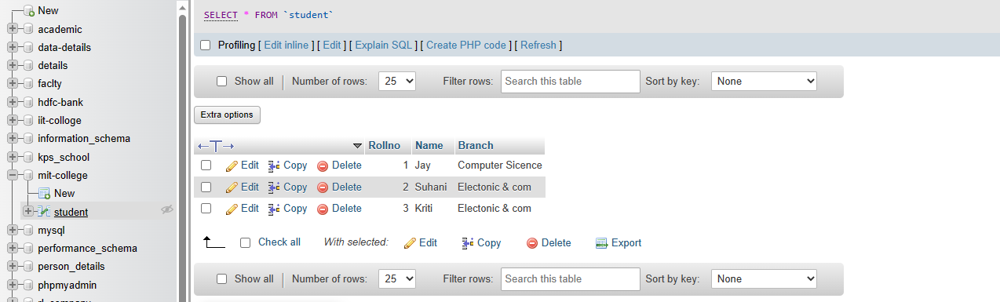 New
academic
data-details
details
faclty
hdfc-bank
iit-colloge
information_schema
kps_school
mit-college
New
student
mysql
performance_schema
person_details
phpmyadmin
SELECT * FROM `student`
Profiling [ Edit inline ] [ Edit ] [ Explain SQL ] [ Create PHP code ] [ Refresh ]
Show all Number of rows: 25 Filter rows: Search this table Sort by key: None
Extra options
Rollno Name Branch
Edit Copy Delete 1 Jay Computer Sicence
Edit Copy Delete 2 Suhani Electonic & com
Edit Copy Delete 3 Kriti Electonic & com
Check all With selected: Edit Copy Delete Export
Show all Number of rows: 25 Filter rows: Search this table Sort by key: None